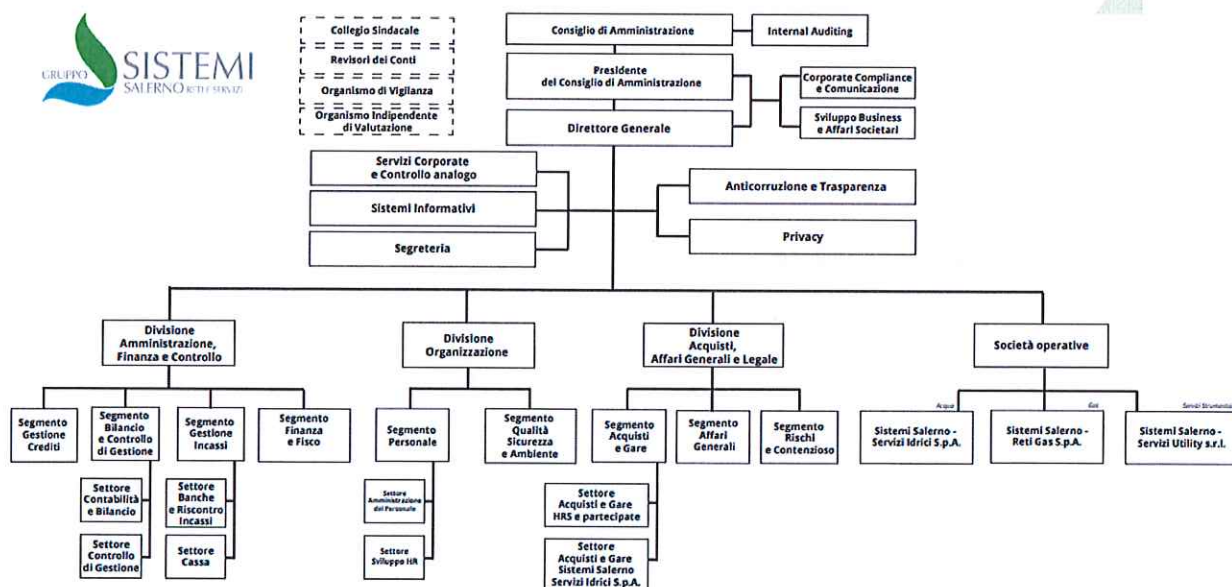 GRUPPO
SISTEMI
SALERNO RETI E SERVIZI
Collegio Sindacale
Revisori dei Conti
Organismo di Vigilanza
Organismo Indipendente
di Valutazione
Consiglio di Amministrazione
Internal Auditing
Presidente
del Consiglio di Amministrazione
Corporate Compliance
e Comunicazione
Direttore Generale
Sviluppo Business
e Affari Societari
Servizi Corporate
e Controllo analogo
Sistemi Informativi
Segreteria
Anticorruzione e Trasparenza
Privacy
Divisione
Amministrazione,
Finanza e Controllo
Divisione
Organizzazione
Divisione
Acquisti,
Affari Generali e Legale
Società operative
Segmento
Gestione
Crediti
Segmento
Bilancio
e Controllo
di Gestione
Segmento
Gestione
Incassi
Segmento
Finanza
e Fisco
Segmento
Personale
Segmento
Qualità
Sicurezza
e Ambiente
Segmento
Acquisti
e Gare
Segmento
Affari
Generali
Segmento
Rischi
e Contenzioso
Acqua
Sistemi Salerno -
Servizi Idrici S.p.A.
Gas
Sistemi Salerno -
Reti Gas S.p.A.
Servizi Strumentali
Sistemi Salerno -
Servizi Utility s.r.l.
Settore
Contabilità
e Bilancio
Settore
Controllo
di Gestione
Settore
Banche
e Riscontro
Incassi
Settore
Cassa
Settore
Amministrazione
del Personale
Settore
Sviluppo HR
Settore
Acquisti e Gare
HRS e partecipate
Settore
Acquisti e Gare
Sistemi Salerno
Servizi Idrici S.p.A.